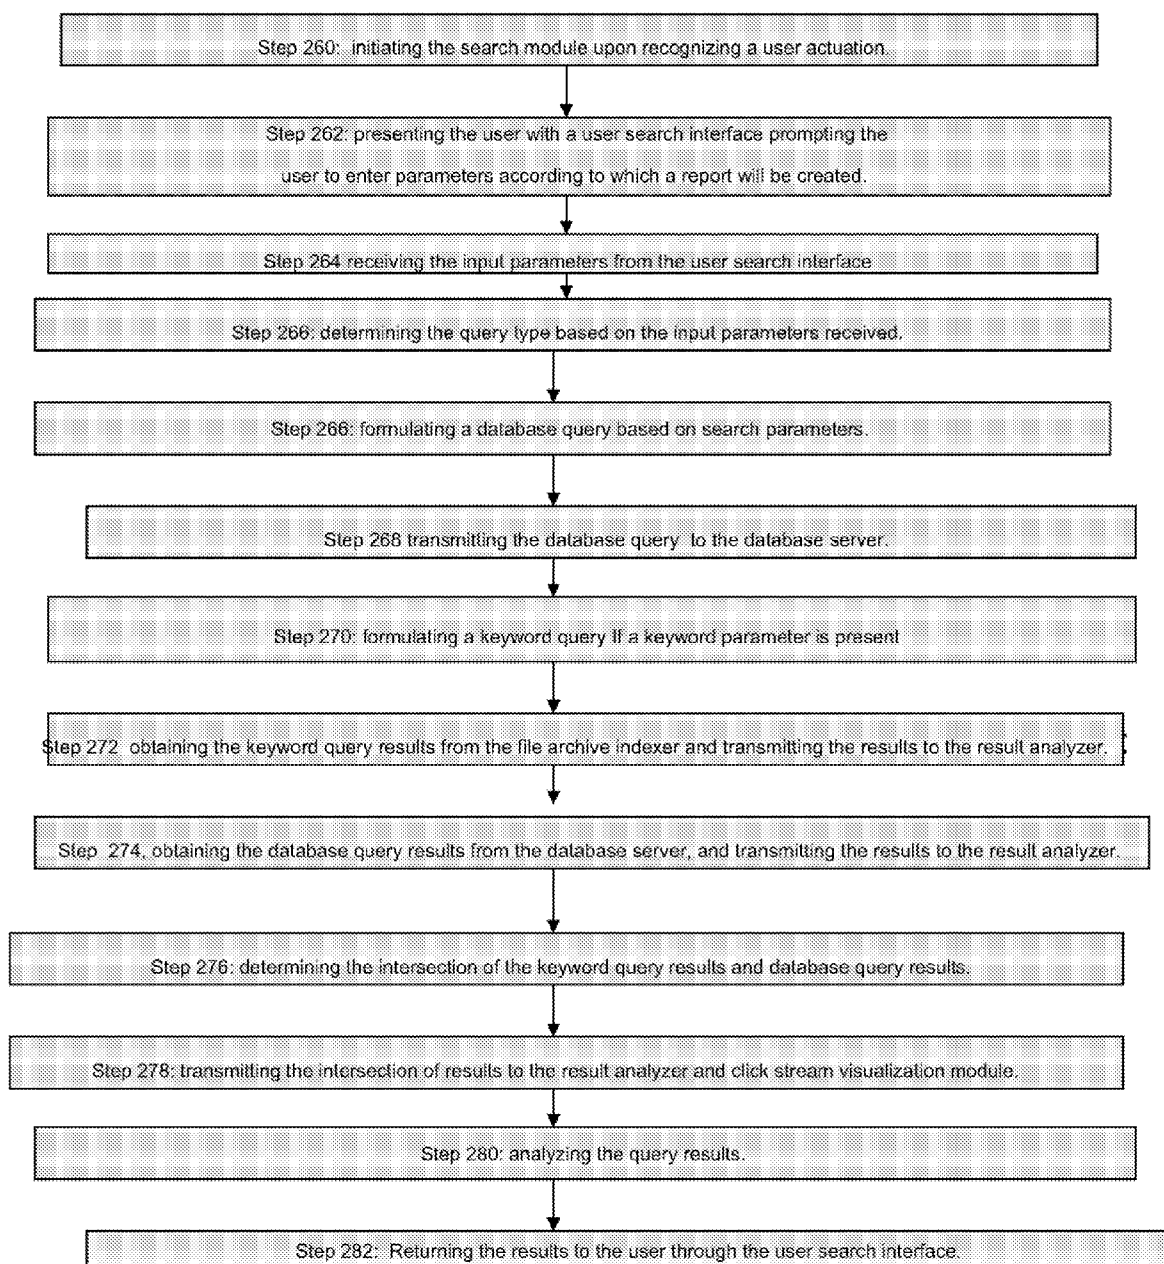 Step 260: initiating the search module upon recognizing a user actuation.
Step 262: presenting the user with a user search interface prompting the
user to enter parameters according to which a report will be created.
Step 264 receiving the input parameters from the user search interface
Step 266: determining the query type based on the input parameters received.
Step 266: formulating a database query based on search parameters.
Step 268 transmitting the database query to the database server.
Step 270: formulating a keyword query If a keyword parameter is present
Step 272 obtaining the keyword query results from the file archive indexer and transmitting the results to the result analyzer.
Step 274, obtaining the database query results from the database server, and transmitting the results to the result analyzer.
Step 276: determining the intersection of the keyword query results and database query results.
Step 278: transmitting the intersection of results to the result analyzer and click stream visualization module.
Step 280: analyzing the query results.
Step 282: Returning the results to the user through the user search interface.